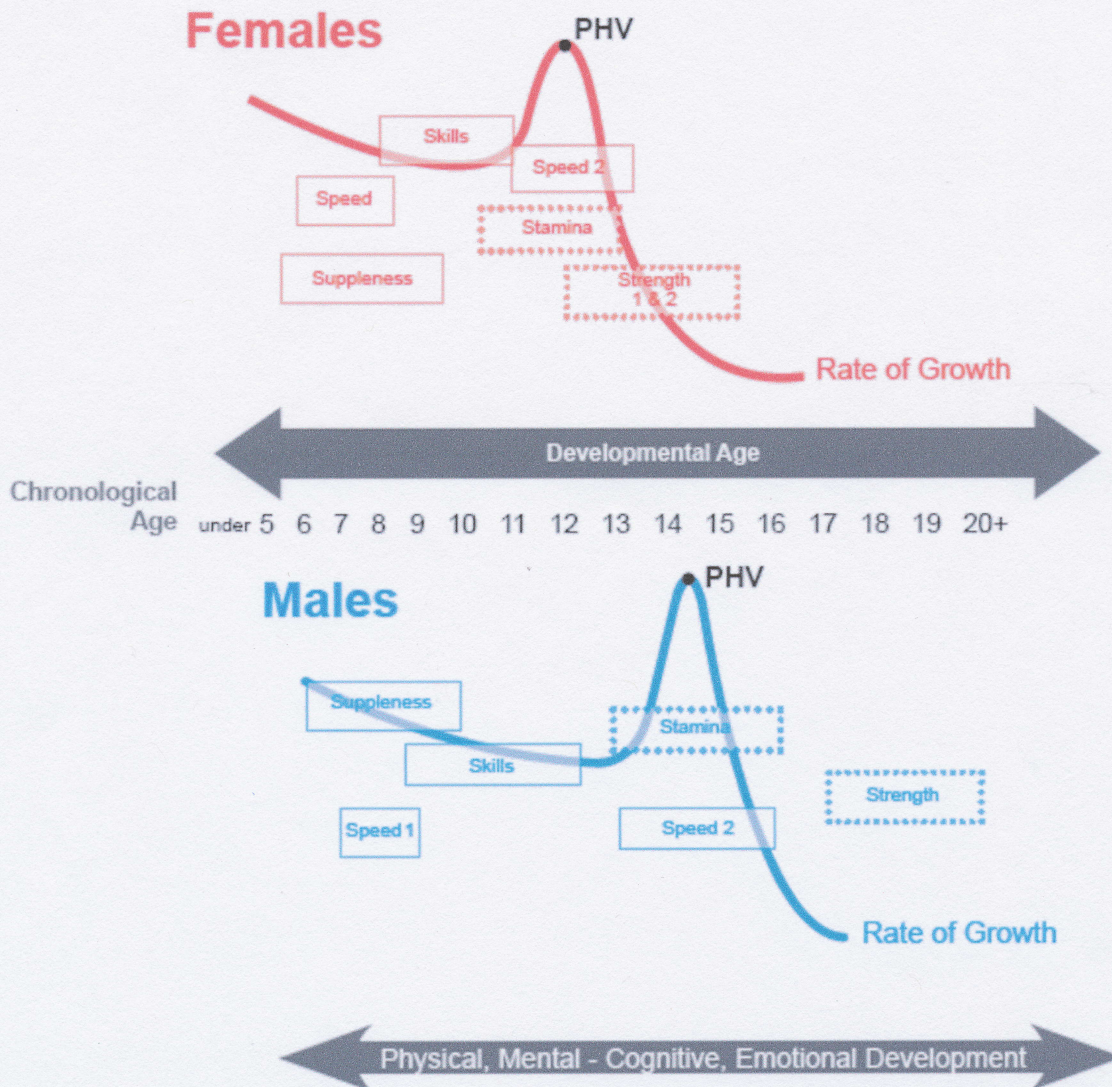 Females
PHV
Skills
Speed 2
Speed
Stamina
Suppleness
Strength
1 & 2
Rate of Growth
Developmental Age
Chronological
Age
under 5 6 7 8 9 10 11 12 13 14 15 16 17 18 19 20+
PHV
Males
Suppleness
Stamina
Skills
Strength
Speed 1
Speed 2
Rate of Growth
Physical, Mental - Cognitive, Emotional Development